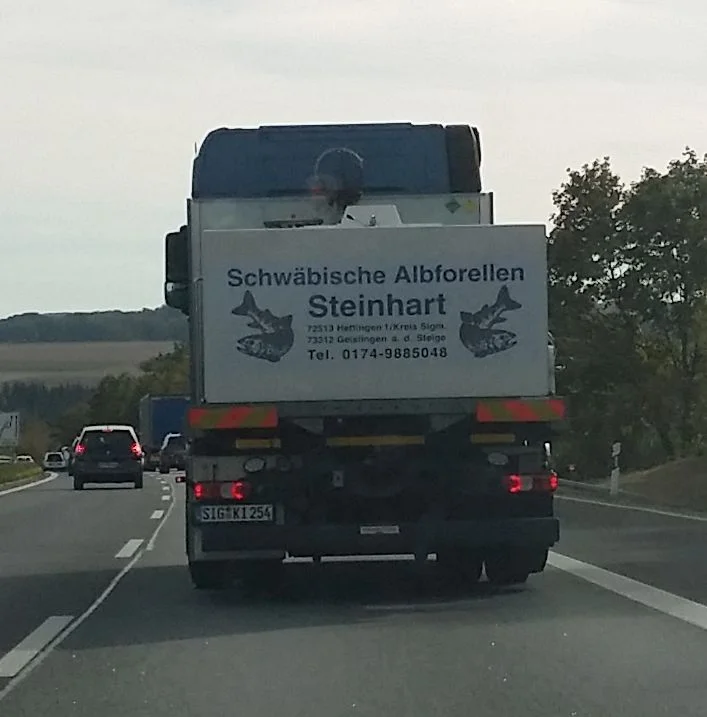 Schwäbische Albforellen
Steinhart
72513 Hettingen 1/Kreis Sigm.
73312 Geislingen a. d. Steige
Tel. 0174-9885048
SIG KI 254